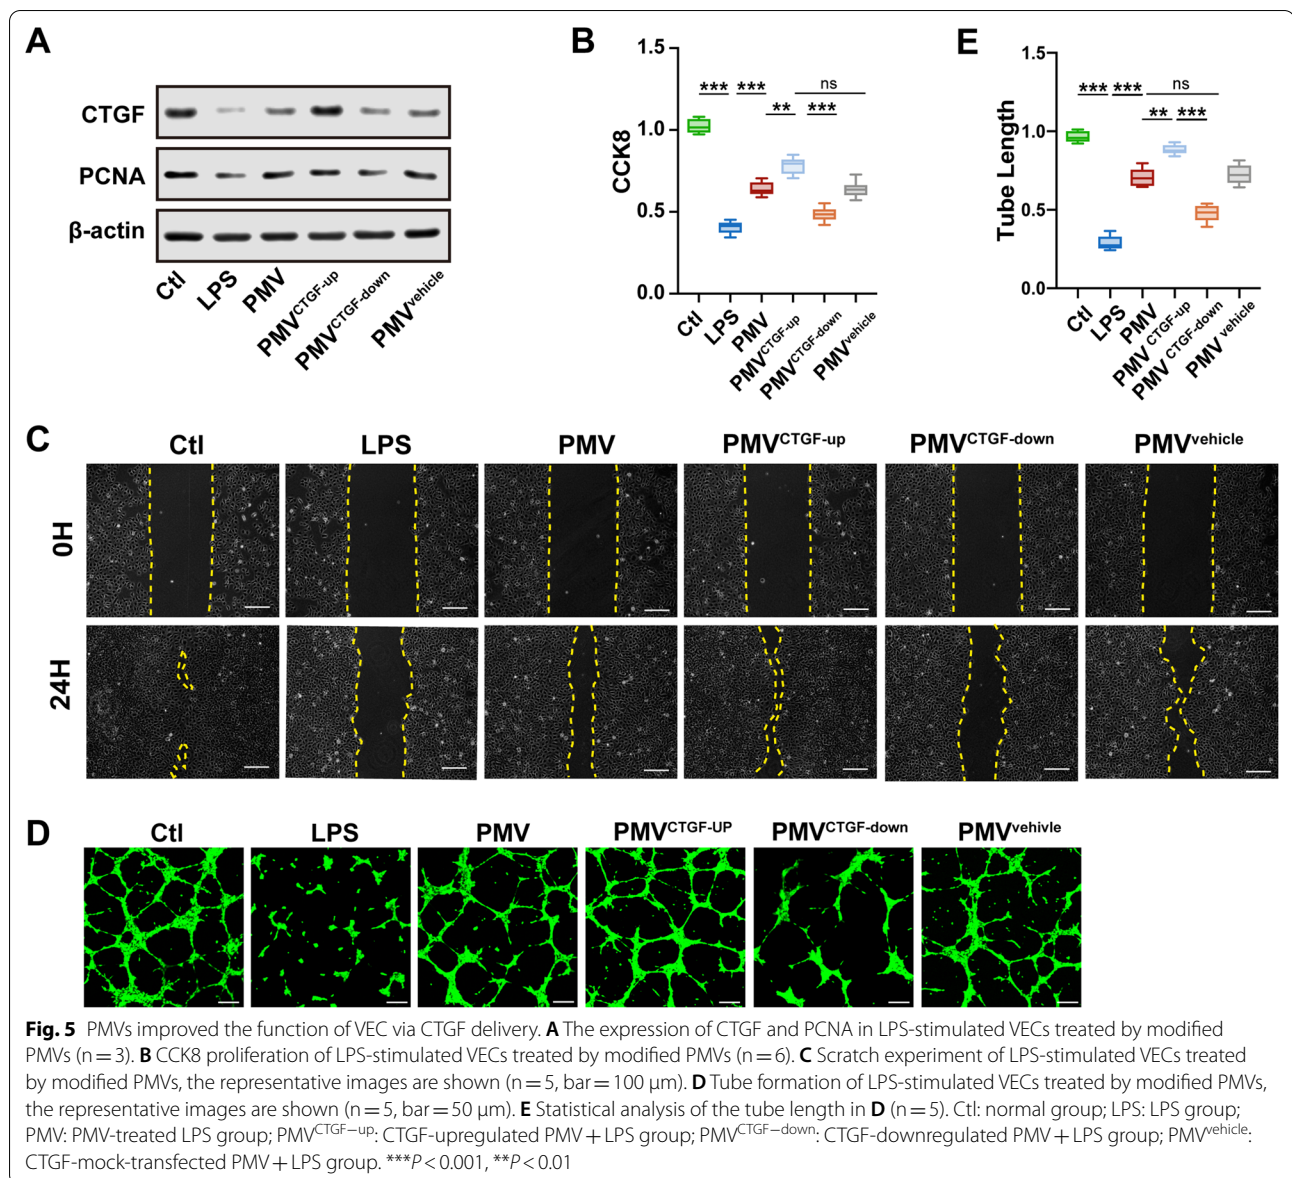 A
CTGF
PCNA
β-actin
Ctl
LPS
PMV
PMVCTGF-up
PMVCTGF-down
PMVvehicle
B
CCK8
1.5
1.0
0.5
0.0
*** *** ns
** ***
Ctl
LPS
PMV
PMVCTGF-up
PMVCTGF-down
PMVvehicle
E
Tube Length
1.5
1.0
0.5
0.0
*** *** ns
** ***
Ctl
LPS
PMV
PMV CTGF-up
PMV CTGF-down
PMV vehicle
C
Ctl LPS PMV PMVCTGF-up PMVCTGF-down PMVvehicle
0H
24H
D
Ctl LPS PMV PMVCTGF-UP PMVCTGF-down PMVvehivle
Fig. 5 PMVs improved the function of VEC via CTGF delivery. A The expression of CTGF and PCNA in LPS-stimulated VECs treated by modified
PMVs (n = 3). B CCK8 proliferation of LPS-stimulated VECs treated by modified PMVs (n = 6). C Scratch experiment of LPS-stimulated VECs treated
by modified PMVs, the representative images are shown (n = 5, bar = 100 μm). D Tube formation of LPS-stimulated VECs treated by modified PMVs,
the representative images are shown (n = 5, bar = 50 μm). E Statistical analysis of the tube length in D (n = 5). Ctl: normal group; LPS: LPS group;
PMV: PMV-treated LPS group; PMVCTGF−up: CTGF-upregulated PMV + LPS group; PMVCTGF−down: CTGF-downregulated PMV + LPS group; PMVvehicle:
CTGF-mock-transfected PMV + LPS group. ***P < 0.001, **P < 0.01